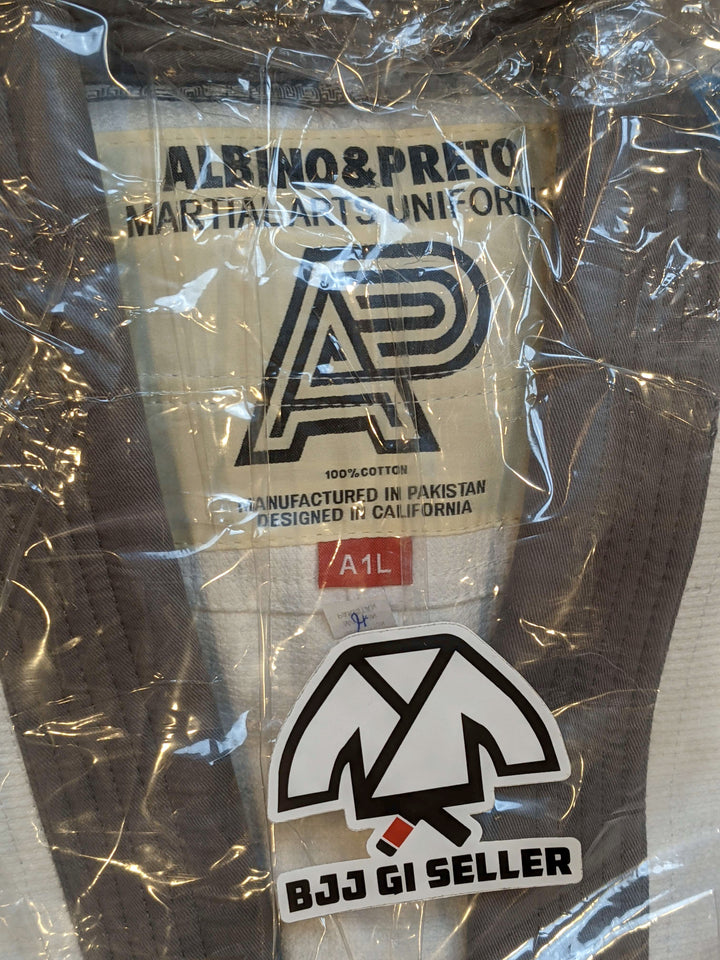 ALBINO&PRETO
MARTIAL ARTS UNIFORM
AP
100% COTTON
MANUFACTURED IN PAKISTAN
DESIGNED IN CALIFORNIA
A1L
BJJ GI SELLER